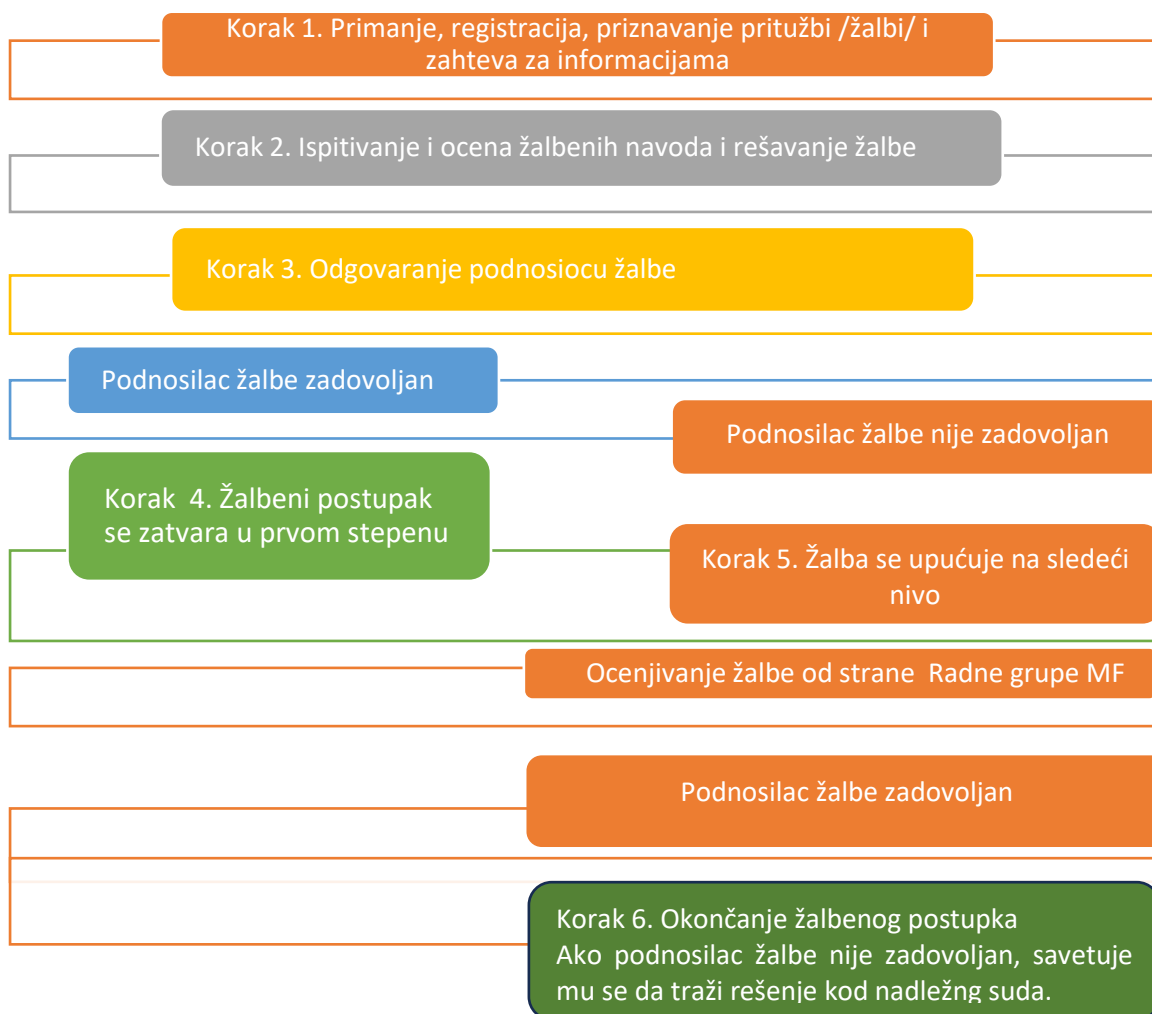 Korak 1. Primanje, registracija, priznavanje pritužbi /žalbi/ i
zahteva za informacijama
Korak 2. Ispitivanje i ocena žalbenih navoda i rešavanje žalbe
Korak 3. Odgovaranje podnosiocu žalbe
Podnosilac žalbe zadovoljan
Podnosilac žalbe nije zadovoljan
Korak 4. Žalbeni postupak
se zatvara u prvom stepenu
Korak 5. Žalba se upućuje na sledeći
nivo
Ocenjivanje žalbe od strane Radne grupe MF
Podnosilac žalbe zadovoljan
Korak 6. Okončanje žalbenog postupka
Ako podnosilac žalbe nije zadovoljan, savetuje
mu se da traži rešenje kod nadležng suda.